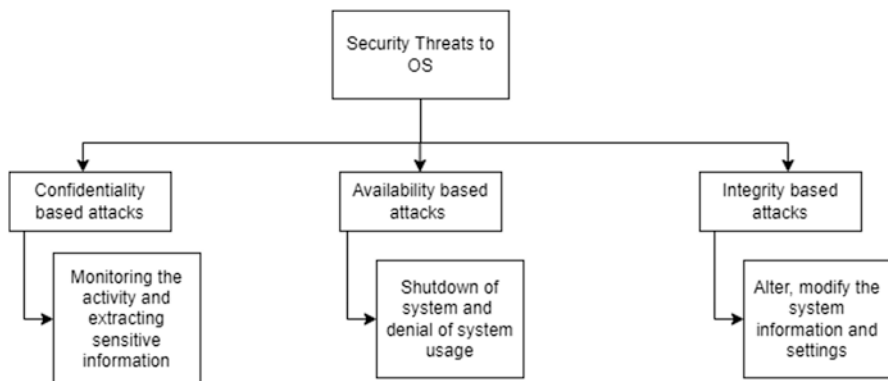 Security Threats to
OS
Confidentiality
based attacks
Availability based
attacks
Integrity based
attacks
Monitoring the
activity and
extracting
sensitive
information
Shutdown of
system and
denial of system
usage
Alter, modify the
system
information and
settings